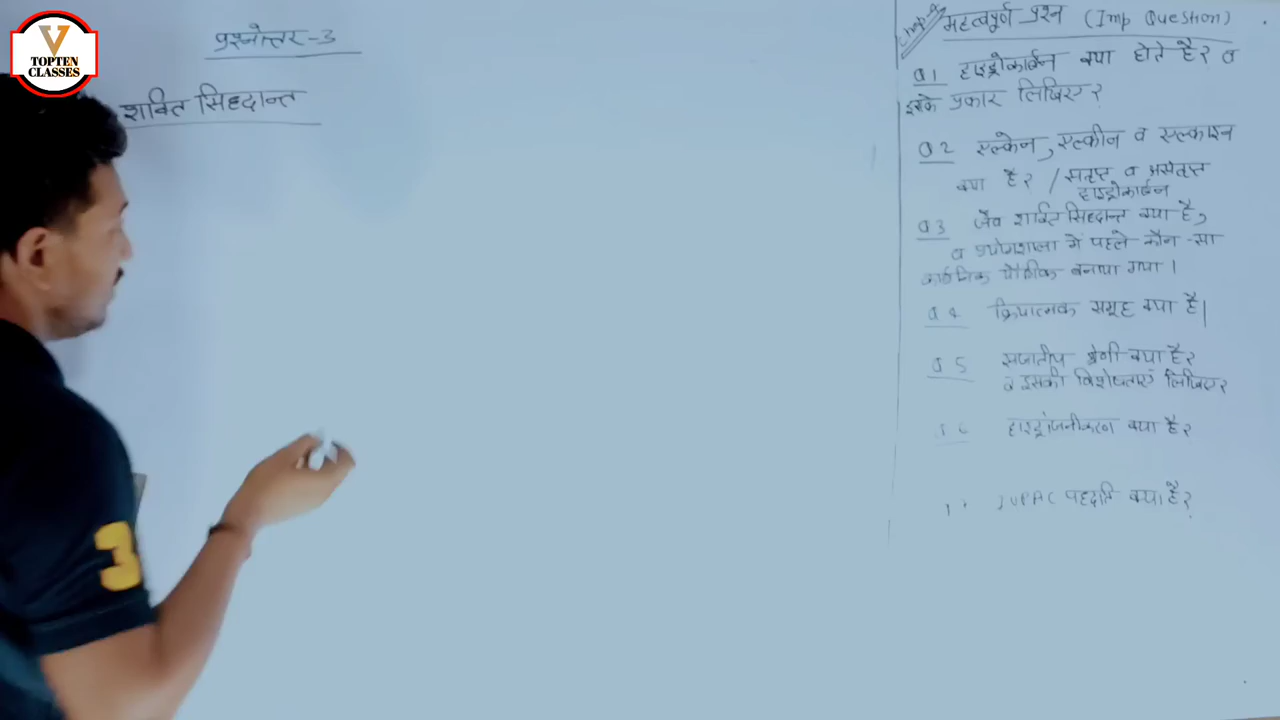 V
TOPTEN
CLASSES
प्रश्नोत्तर-3
शक्ति सिद्दान्त
महत्वपूर्ण प्रश्न (Imp Question)
Q1 हाइड्रोकार्बन क्या होते है? व
इसके प्रकार लिखिए?
Q2 एल्केन, एल्कीन व एल्काइन
क्या है? / संतृप्त व असंतृप्त
हाइड्रोकार्बन
Q3 जैव शक्ति सिद्दान्त क्या है,
व प्रयोगशाला में पहले कौन-सा
कार्बनिक यौगिक बनाया गया।
Q4 क्रियात्मक समूह क्या है|
Q5 सजातीय श्रेणी क्या है?
व इसकी विशेषताएं लिखिए?
हाइड्रोजनीकरण क्या है?
IUPAC पद्दति क्या है?
3